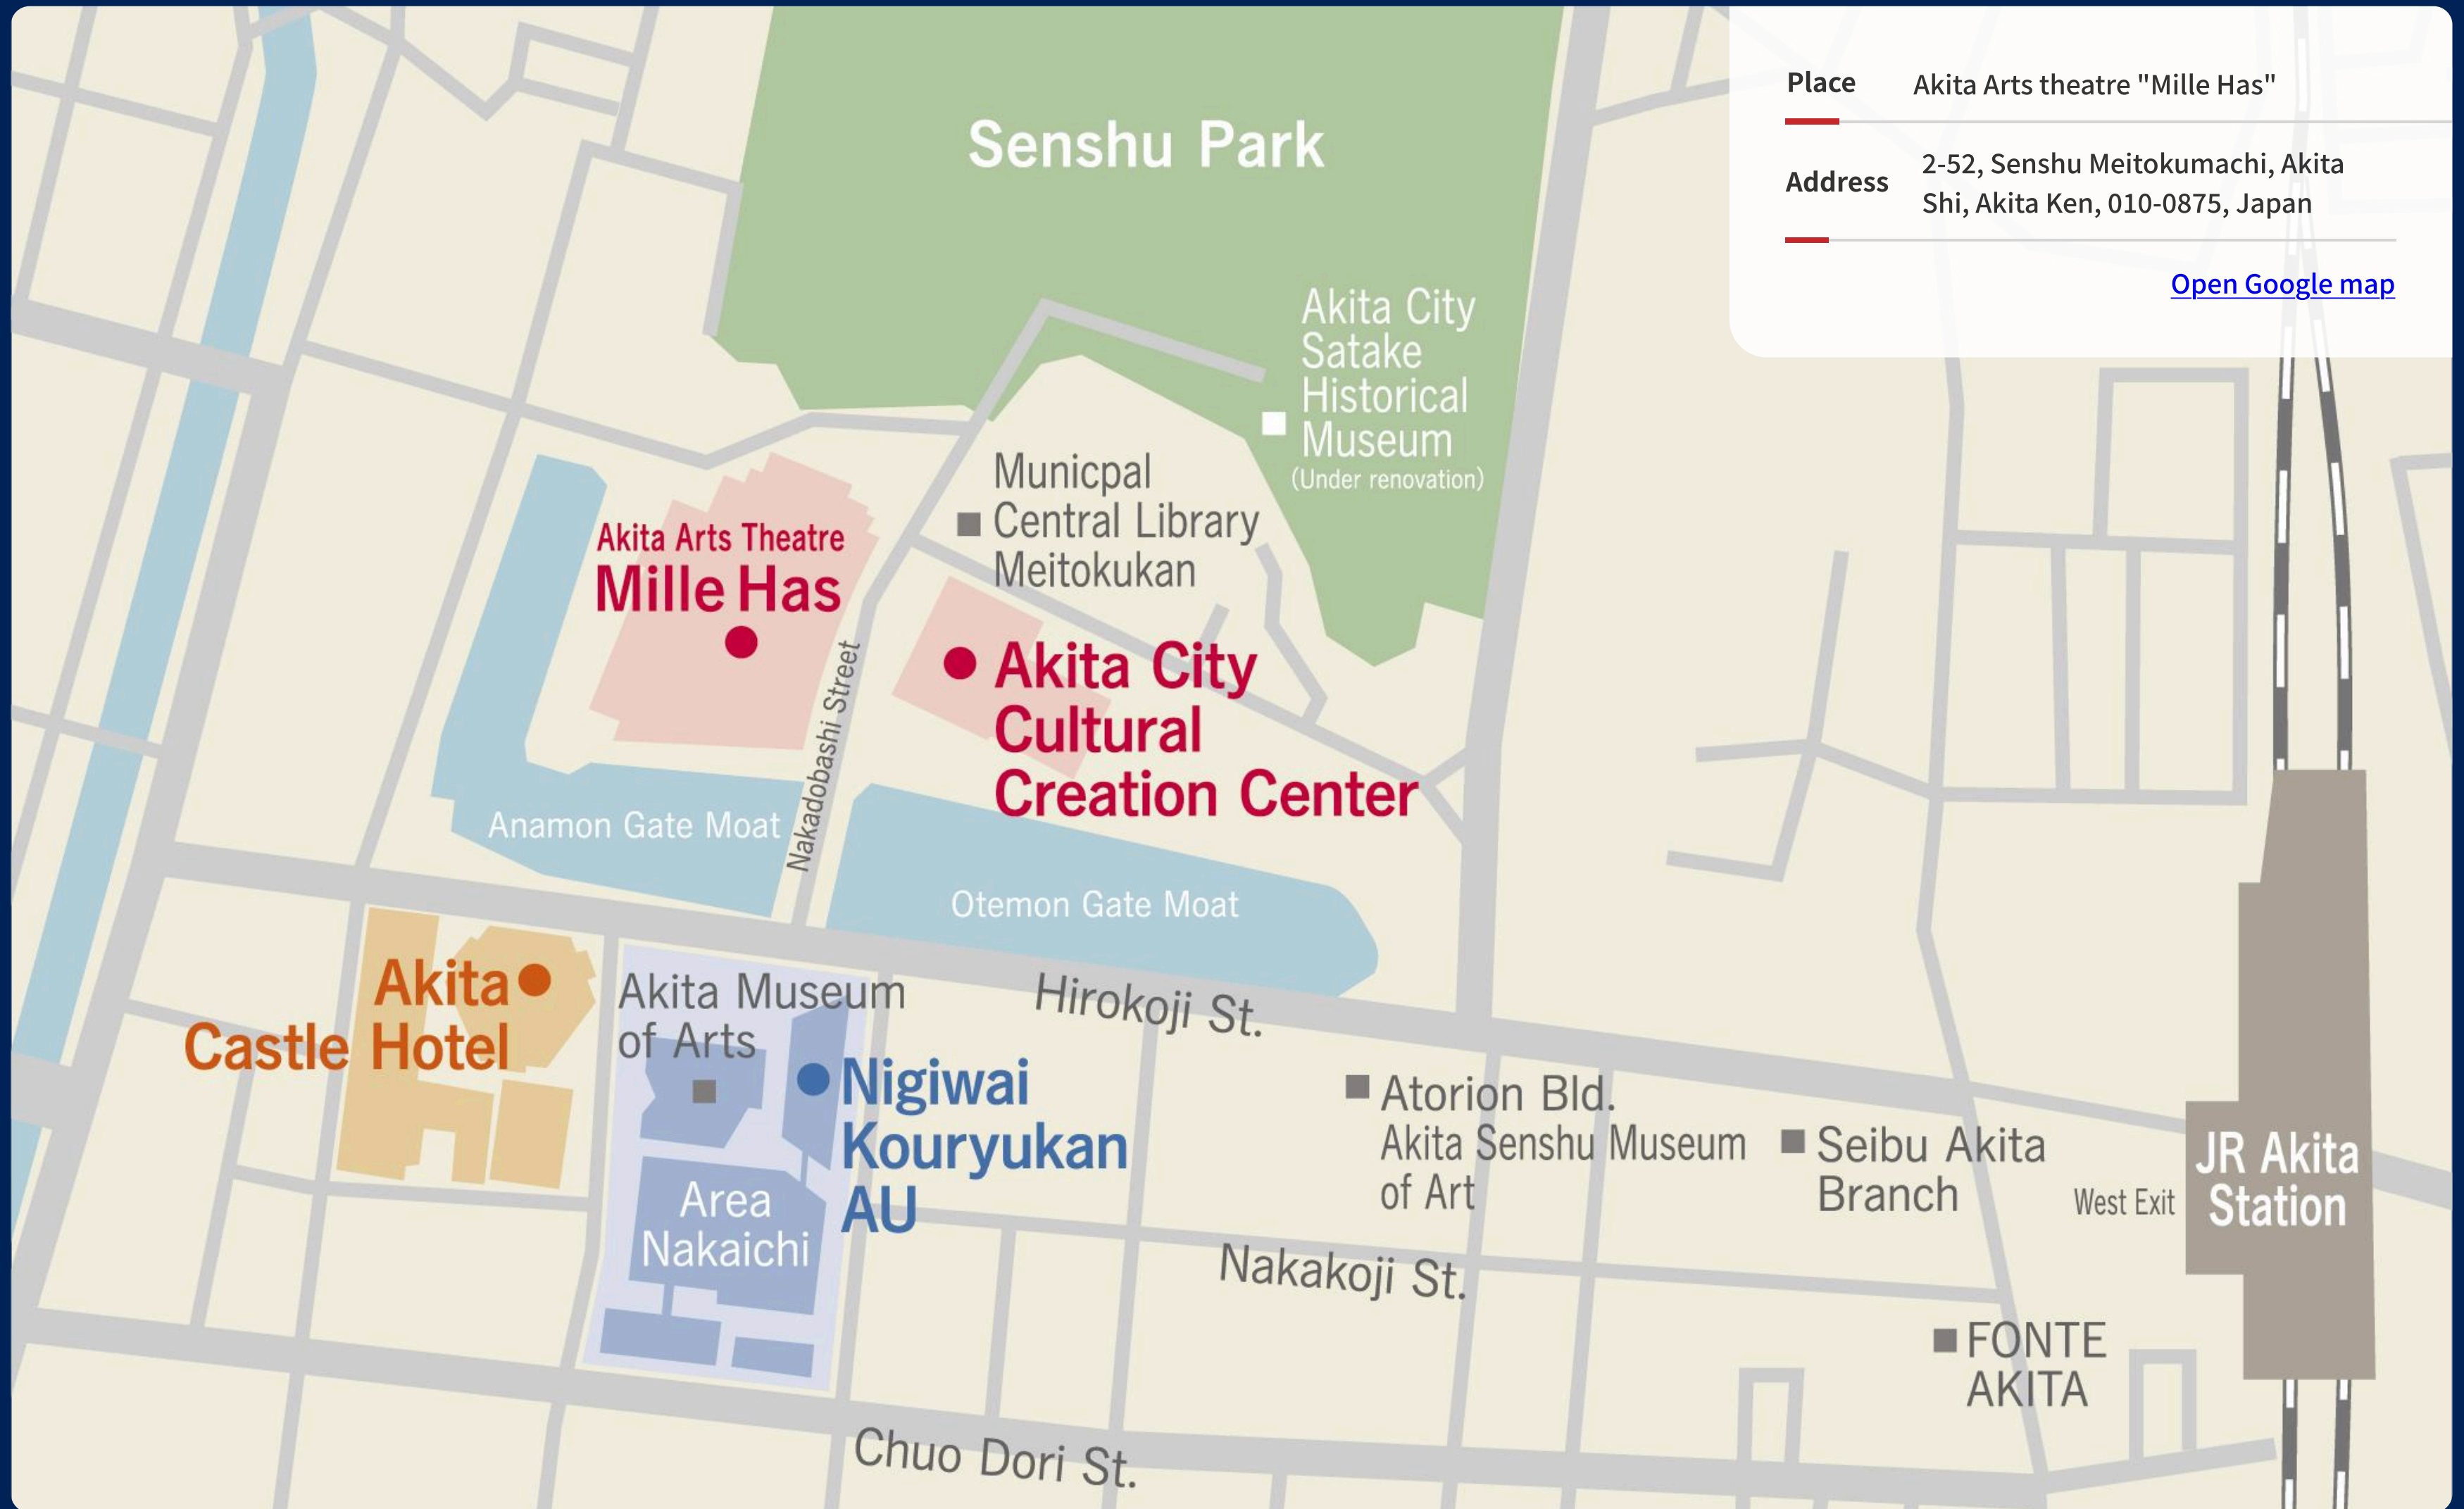 Place
Akita Arts theatre "Mille Has"
Address
2-52, Senshu Meitokumachi, Akita
Shi, Akita Ken, 010-0875, Japan
Open Google map
Senshu Park
Akita City
Satake
Historical
Museum
(Under renovation)
Municpal
Central Library
Meitokukan
Akita Arts Theatre
Mille Has
Akita City
Cultural
Creation Center
Nakadobashi Street
Anamon Gate Moat
Otemon Gate Moat
Hirokoji St.
Akita
Castle Hotel
Akita Museum
of Arts
Nigiwai
Kouryukan
AU
Area
Nakaichi
Atorion Bld.
Akita Senshu Museum
of Art
Seibu Akita
Branch
West Exit
JR Akita
Station
Nakakoji St.
FONTE
AKITA
Chuo Dori St.